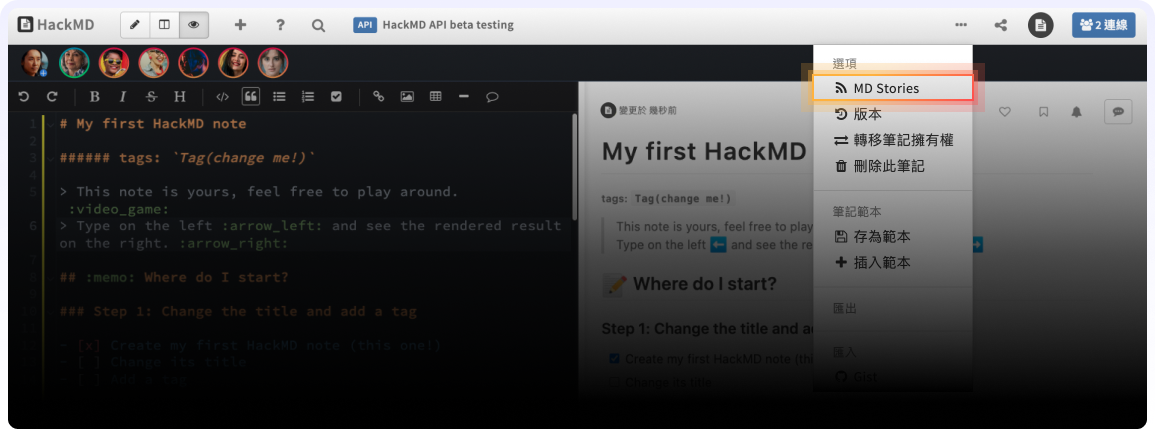 HackMD
API HackMD API beta testing
2 連線
選項
MD Stories
版本
轉移筆記擁有權
刪除此筆記
筆記範本
存為範本
插入範本
匯出
匯入
Gist
B I S H
1 # My first HackMD note
2
3 ###### tags: `Tag(change me!)`
4
5 > This note is yours, feel free to play around.
:video_game:
6 > Type on the left :arrow_left: and see the rendered result
on the right. :arrow_right:
7
8 ## :memo: Where do I start?
### Step 1: Change the title and add a tag
- [x] Create my first HackMD note (this one!)
- [ ] Change its title
- [ ] Add a tag
變更於 幾秒前
My first HackMD
tags: Tag(change me!)
This note is yours, feel free to play
Type on the left ⬅ and see the re
📝 Where do I start?
Step 1: Change the title and ad
Create my first HackMD note (th
Change its title